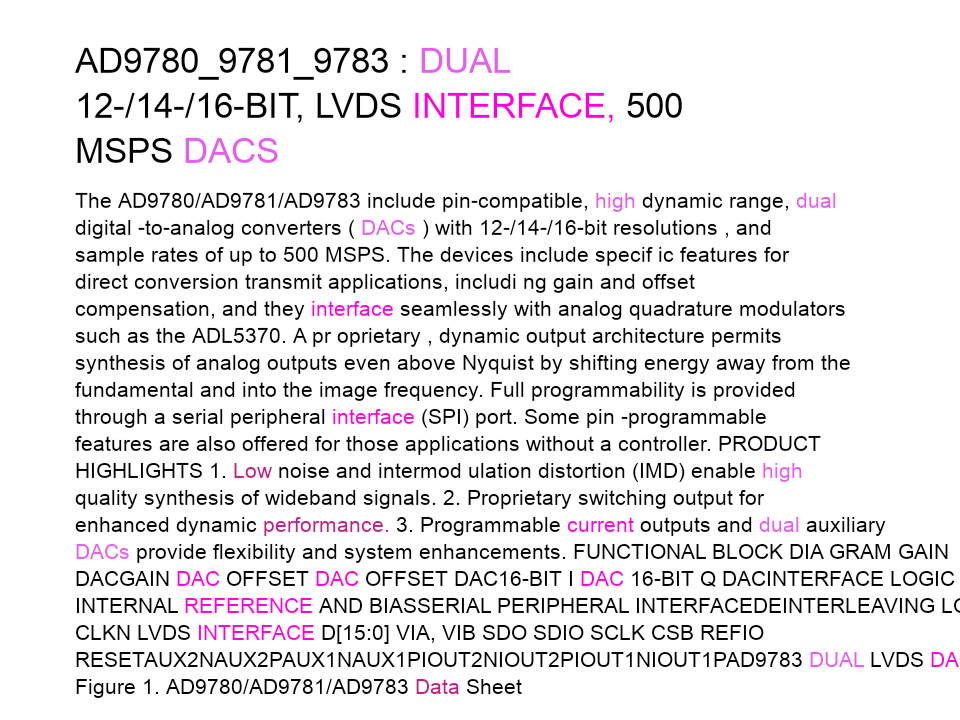 AD9780_9781_9783 : DUAL
12-/14-/16-BIT, LVDS INTERFACE, 500
MSPS DACS
The AD9780/AD9781/AD9783 include pin-compatible, high dynamic range, dual
digital -to-analog converters ( DACs ) with 12-/14-/16-bit resolutions , and
sample rates of up to 500 MSPS. The devices include specif ic features for
direct conversion transmit applications, includi ng gain and offset
compensation, and they interface seamlessly with analog quadrature modulators
such as the ADL5370. A pr oprietary , dynamic output architecture permits
synthesis of analog outputs even above Nyquist by shifting energy away from the
fundamental and into the image frequency. Full programmability is provided
through a serial peripheral interface (SPI) port. Some pin -programmable
features are also offered for those applications without a controller. PRODUCT
HIGHLIGHTS 1. Low noise and intermod ulation distortion (IMD) enable high
quality synthesis of wideband signals. 2. Proprietary switching output for
enhanced dynamic performance. 3. Programmable current outputs and dual auxiliary
DACs provide flexibility and system enhancements. FUNCTIONAL BLOCK DIA GRAM GAIN
DACGAIN DAC OFFSET DAC OFFSET DAC16-BIT I DAC 16-BIT Q DACINTERFACE LOGIC
INTERNAL REFERENCE AND BIASSERIAL PERIPHERAL INTERFACEDEINTERLEAVING
CLKN LVDS INTERFACE D[15:0] VIA, VIB SDO SDIO SCLK CSB REFIO
RESETAUX2NAUX2PAUX1NAUX1PIOUT2NIOUT2PIOUT1NIOUT1PAD9783 DUAL LVDS
Figure 1. AD9780/AD9781/AD9783 Data Sheet